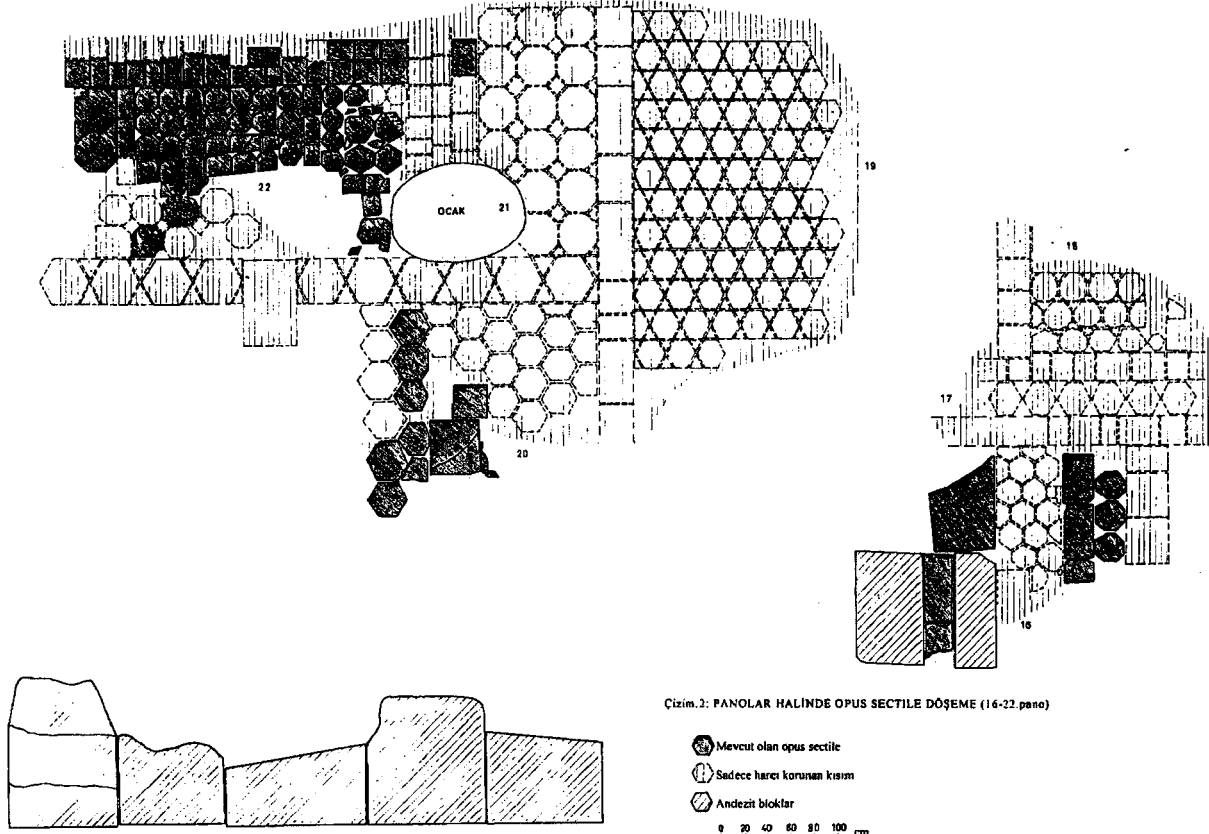 19
22
OCAK 21
18
17
20
16
Çizim.2: PANOLAR HALİNDE OPUS SECTILE DÖŞEME (16-22.pano)
Mevcut olan opus sectile
Sadece harcı korunan kısım
Andezit bloklar
0 20 40 60 80 100 cm